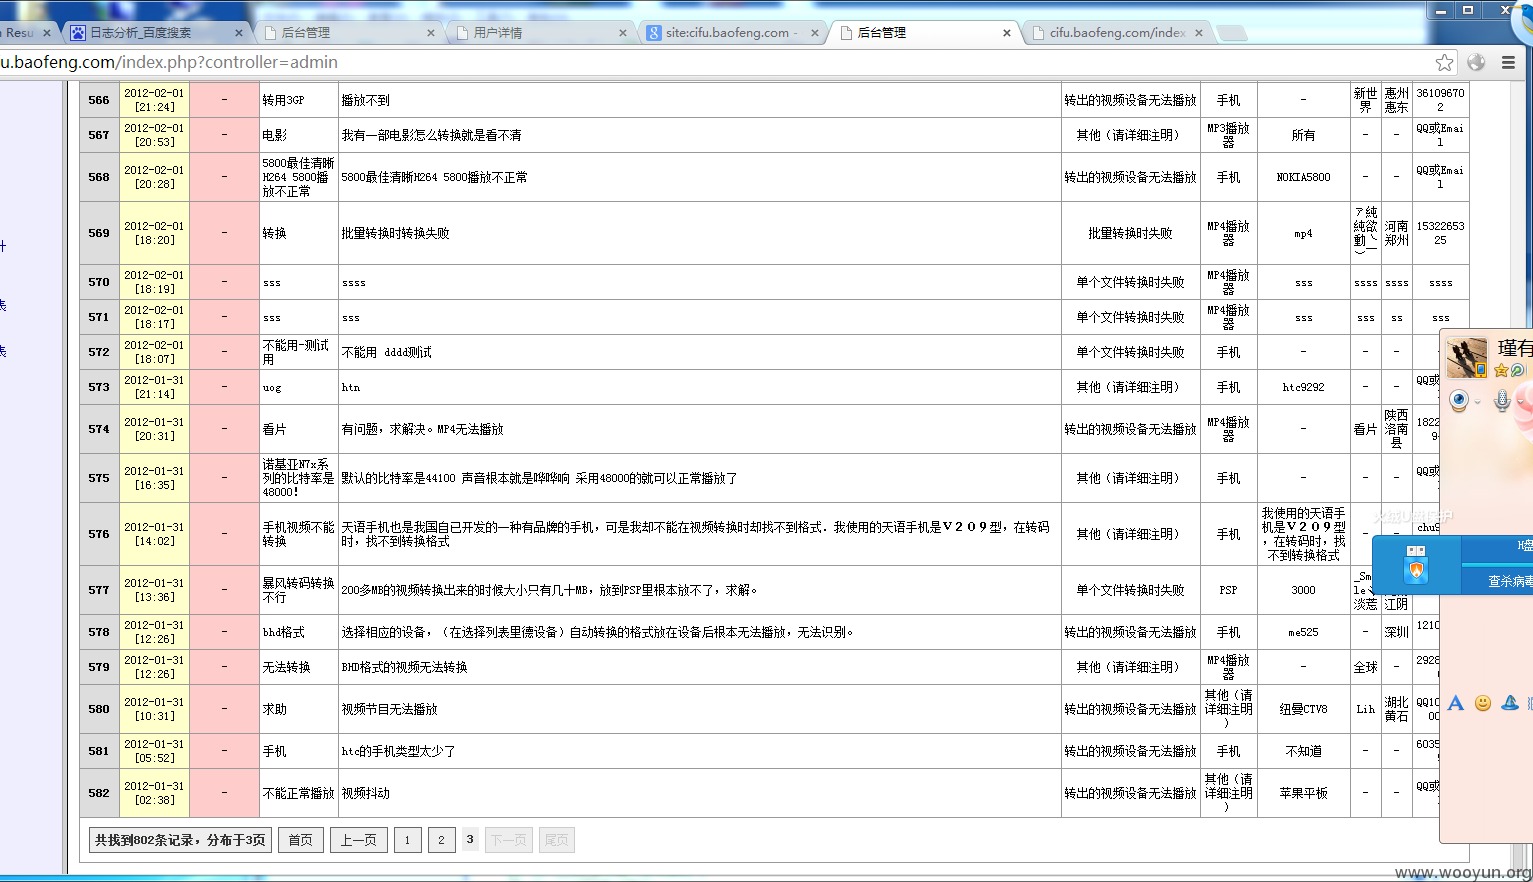 Resu
日志分析_百度搜索
后台管理
用户详情
site:cifu.baofeng.com -
后台管理
cifu.baofeng.com/index
u.baofeng.com/index.php?controller=admin
566 2012-02-01 [21:24] - 转用3GP 播放不到 转出的视频设备无法播放 手机 - 新世界 惠州惠东 361096702
567 2012-02-01 [20:53] - 电影 我有一部电影怎么转换就是看不清 其他（请详细注明） MP3播放器 所有 - - QQ或Email
568 2012-02-01 [20:28] - 5800最佳清晰H264 5800播放不正常 5800最佳清晰H264 5800播放不正常 转出的视频设备无法播放 手机 NOKIA5800 - - QQ或Email
569 2012-02-01 [18:20] - 转换 批量转换时转换失败 批量转换时失败 MP4播放器 mp4 河南郑州 1532265325
570 2012-02-01 [18:19] - sss ssss 单个文件转换时失败 MP4播放器 sss ssss ssss ssss
571 2012-02-01 [18:17] - sss sss 单个文件转换时失败 MP4播放器 sss sss ss sss
572 2012-02-01 [18:07] - 不能用-测试用 不能用 dddd测试 单个文件转换时失败 手机 - - - -
573 2012-01-31 [21:14] - uog htn 其他（请详细注明） 手机 htc9292 - - QQ或
574 2012-01-31 [20:31] - 看片 有问题，求解决。MP4无法播放 转出的视频设备无法播放 MP4播放器 - 看片 陕西洛南县 1822
575 2012-01-31 [16:35] - 诺基亚N7x系列的比特率是48000! 默认的比特率是44100 声音根本就是哗哗响 采用48000的就可以正常播放了 其他（请详细注明） 手机 - - - QQ或
576 2012-01-31 [14:02] - 手机视频不能转换 天语手机也是我国自已开发的一种有品牌的手机，可是我却不能在视频转换时却找不到格式．我使用的天语手机是Ｖ２０９型，在转码时，找不到转换格式 其他（请详细注明） 手机 我使用的天语手机是Ｖ２０９型，在转码时，找不到转换格式 -
577 2012-01-31 [13:36] - 暴风转码转换不行 200多MB的视频转换出来的时候大小只有几十MB，放到PSP里根本放不了，求解。 单个文件转换时失败 PSP 3000 淡荒 江阴
578 2012-01-31 [12:26] - bhd格式 选择相应的设备，（在选择列表里德设备）自动转换的格式放在设备后根本无法播放，无法识别。 转出的视频设备无法播放 手机 me525 - 深圳 1210
579 2012-01-31 [12:26] - 无法转换 BHD格式的视频无法转换 其他（请详细注明） MP4播放器 - 全球 - 2928
580 2012-01-31 [10:31] - 求助 视频节目无法播放 转出的视频设备无法播放 其他（请详细注明） 纽曼CTV8 Lih 湖北黄石 QQ10
581 2012-01-31 [05:52] - 手机 htc的手机类型太少了 转出的视频设备无法播放 手机 不知道 - - 6035
582 2012-01-31 [02:38] - 不能正常播放 视频抖动 转出的视频设备无法播放 其他（请详细注明） 苹果平板 - - QQ或
共找到802条记录，分布于3页 首页 上一页 1 2 3 下一页 尾页
瑾有
H盘
查杀病毒
www.wooyun.org